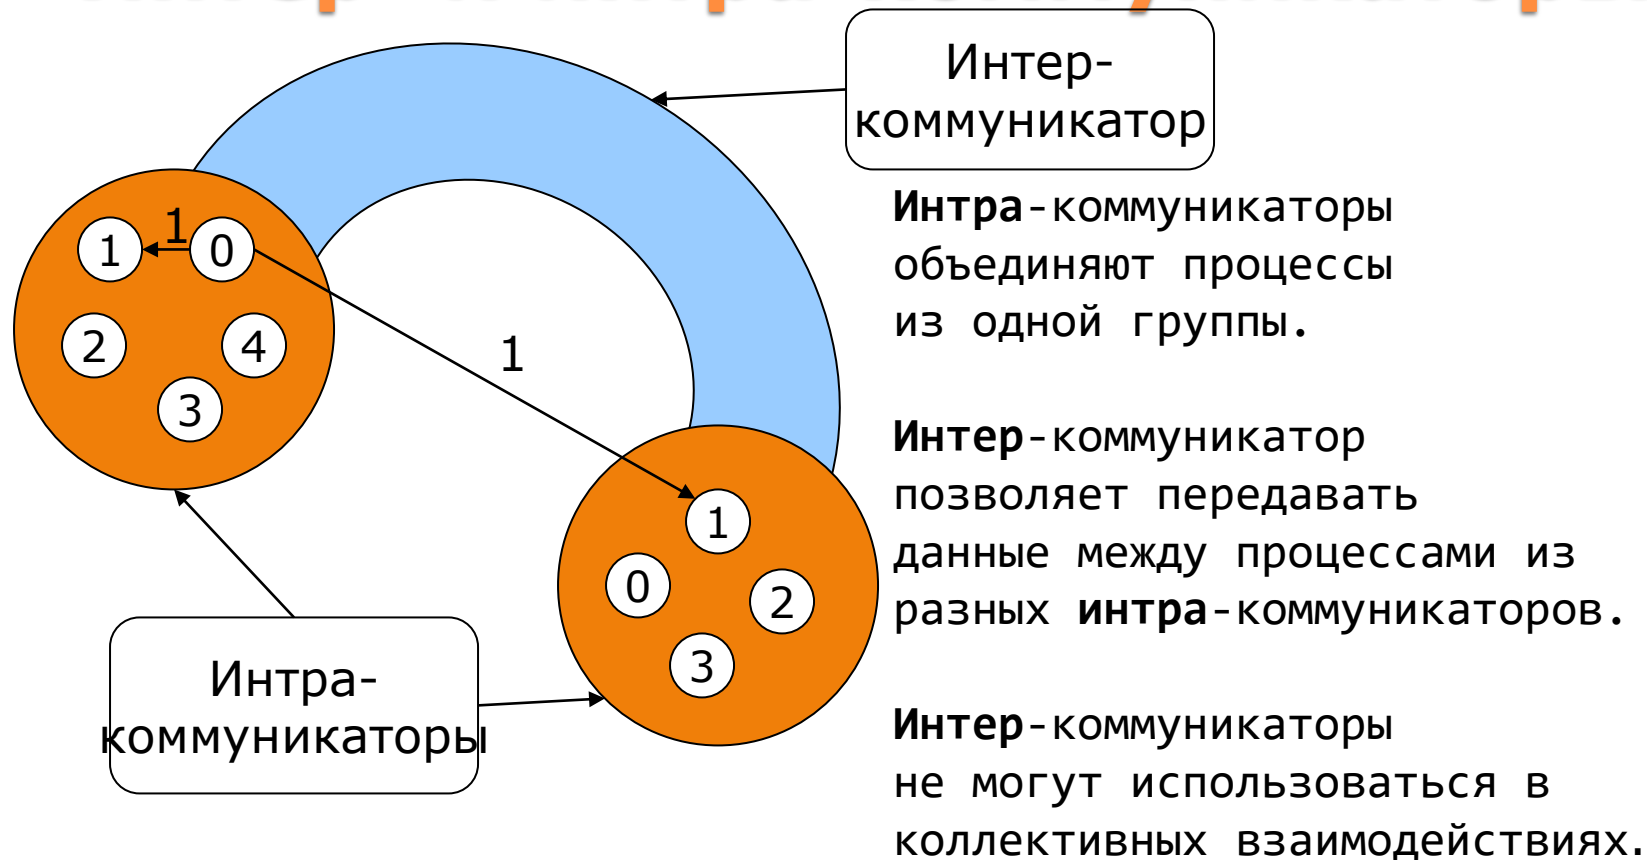 Интер-
коммуникатор
Интра-коммуникаторы
объединяют процессы
из одной группы.
Интер-коммуникатор
позволяет передавать
данные между процессами из
разных интра-коммуникаторов.
Интер-коммуникаторы
не могут использоваться в
коллективных взаимодействиях.
1
1
0
2
4
3
1
1
0
2
3
Интра-
коммуникаторы